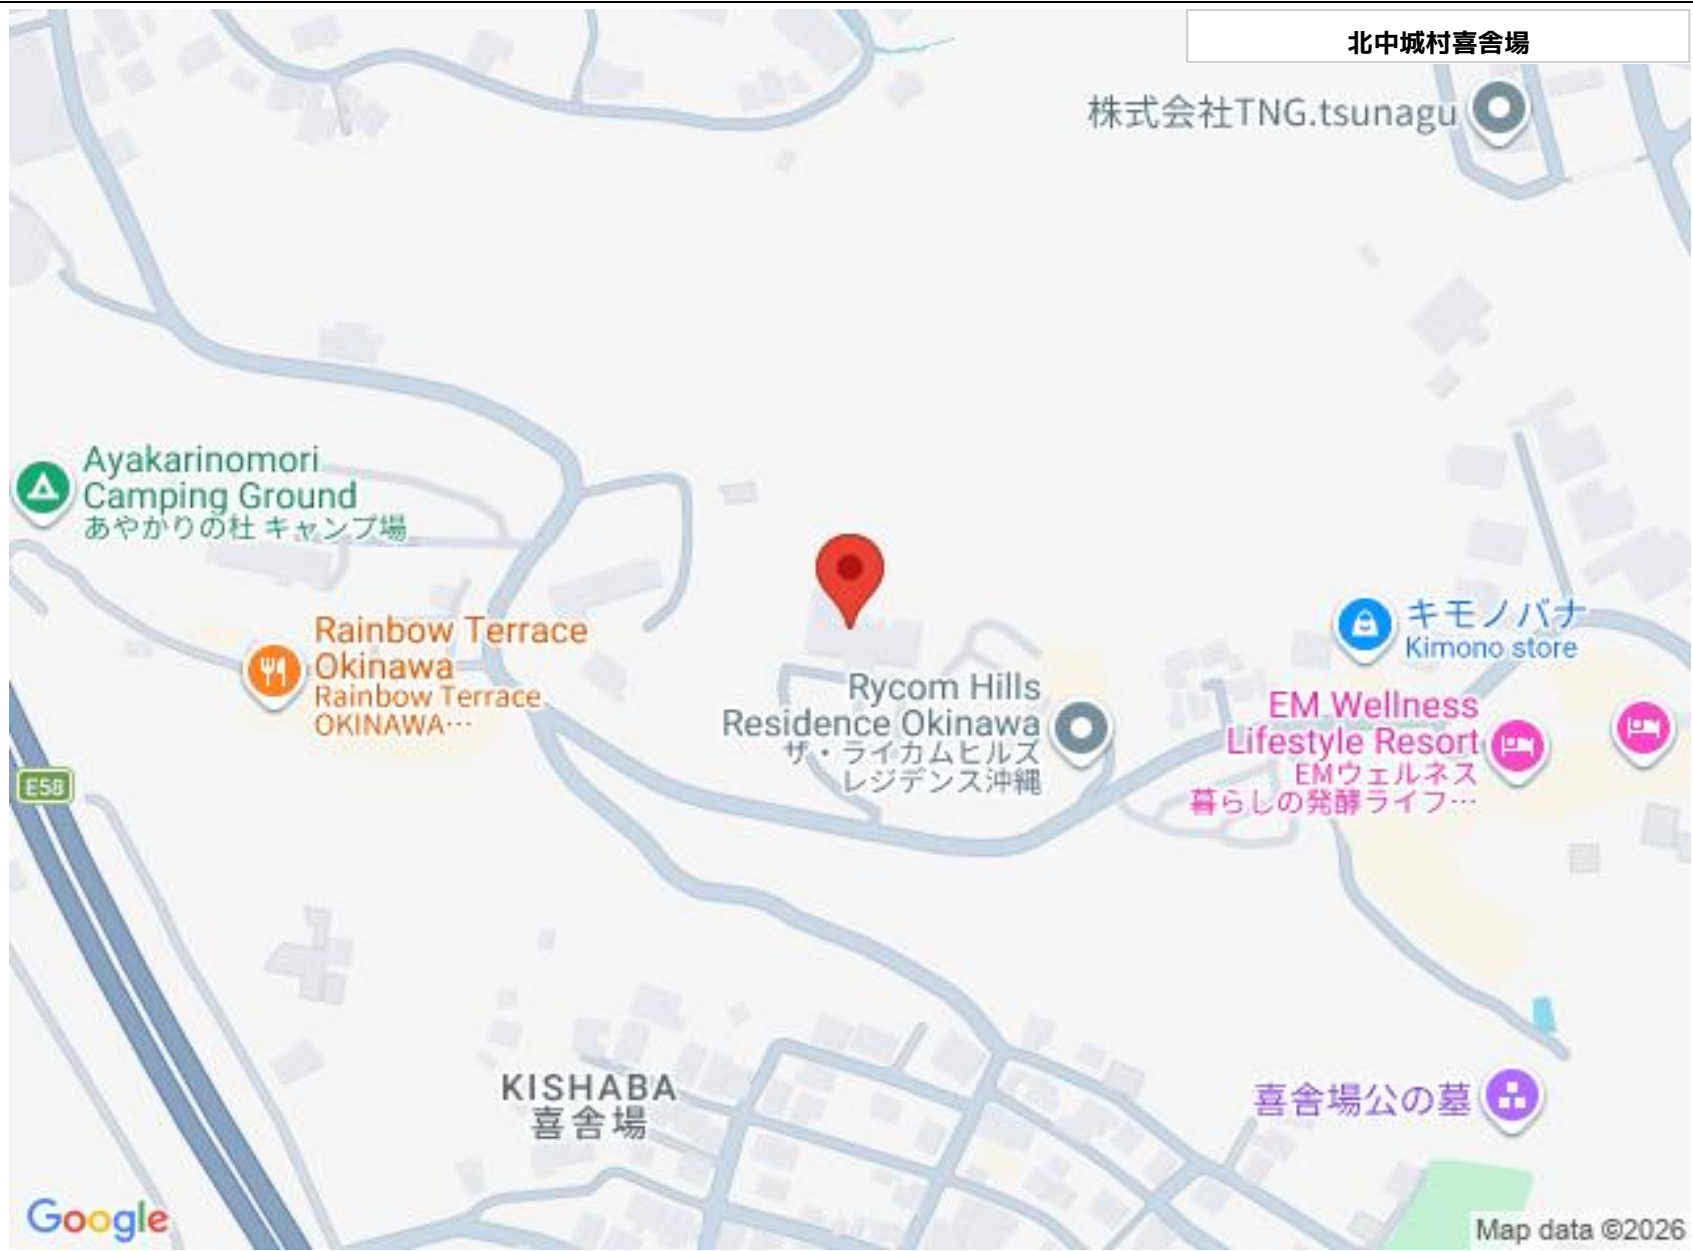 北中城村喜舎場
株式会社TNG.tsunagu
Ayakarinomori
Camping Ground
あやかりの杜 キャンプ場
Rainbow Terrace
Okinawa
Rainbow Terrace
OKINAWA…
キモノバナ
Kimono store
Rycom Hills
Residence Okinawa
ザ・ライカムヒルズ
レジデンス沖縄
EM Wellness
Lifestyle Resort
EMウェルネス
暮らしの発酵ライフ…
E58
KISHABA
喜舎場
喜舎場公の墓
Google
Map data ©2026